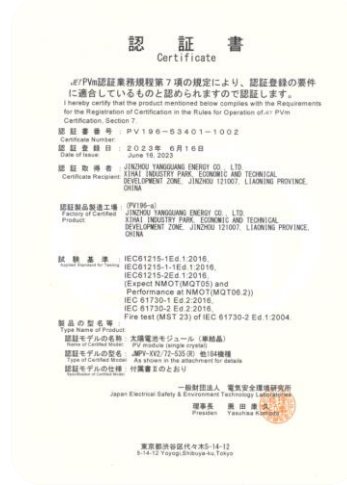 認 証 書
Certificate
JET PVm認証業務規程第7項の規定により、認証登録の要件
に適合しているものと認められますので認証します。
I hereby certify that the product mentioned below complies with the Requirements
for the Registration of Certification in the Rules for Operation of JET PVm
Certification, Section 7.
認 証 書 番 号 : PV196-53401-1002
Certificate Number:
認 証 登 録 日 : 2023年 6月16日
Date of Issue: June 16, 2023
認 証 取 得 者 : JINZHOU YANGGUANG ENERGY CO., LTD.
Certificate Recipient: XIHAI INDUSTRY PARK, ECONOMIC AND TECHNICAL
DEVELOPMENT ZONE, JINZHOU 121007, LIAONING PROVINCE,
CHINA
認証製品製造工場 : (PV196-a)
Factory of Certified JINZHOU YANGGUANG ENERGY CO., LTD.
Product: XIHAI INDUSTRY PARK, ECONOMIC AND TECHNICAL
DEVELOPMENT ZONE, JINZHOU 121007, LIAONING PROVINCE,
CHINA
試 験 基 準 : IEC61215-1Ed.1:2016,
Applied Standard for Testing IEC61215-1-1Ed.1:2016,
IEC61215-2Ed.1:2016,
(Expect NMOT(MQT05) and
Performance at NMOT(MQT06.2))
IEC 61730-1 Ed.2:2016,
IEC 61730-2 Ed.2:2016,
Fire test (MST 23) of IEC 61730-2 Ed.1:2004.
製 品 の 型 名 等 :
Type Name of Product:
認証モデルの名称 : 太陽電池モジュール (単結晶)
Name of Certified Model: PV module (single crystal)
認証モデルの型名 : JMPV-XV2/72-535(R) 他104機種
Type of Certified Model: As shown in the attachment for details
認証モデルの仕様 : 付属書Ⅱのとおり
Specification of Certified Model:
一般財団法人 電気安全環境研究所
Japan Electrical Safety & Environment Technology Laboratories
理事長 薦 田 康 久
Presiden Yasuhisa Komoda
東京都渋谷区代々木5-14-12
5-14-12 Yoyogi,Shibuya-ku,Tokyo